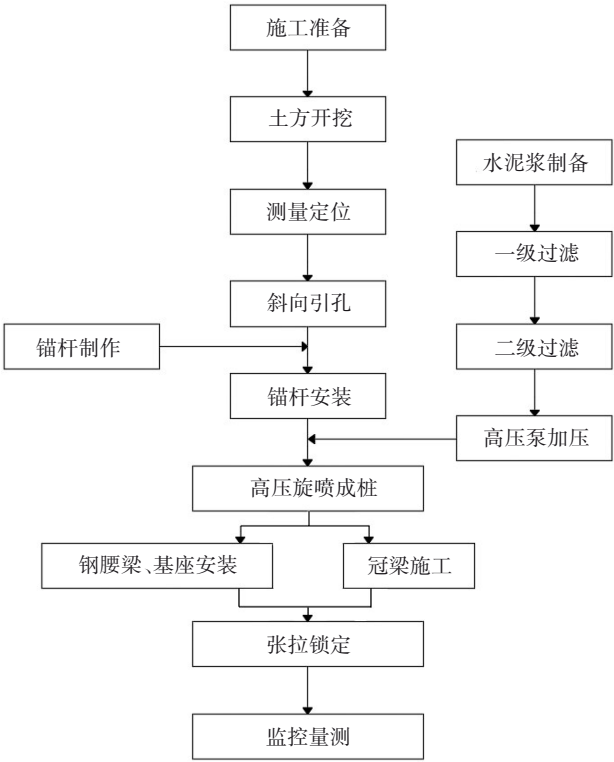 施工准备
土方开挖
水泥浆制备
测量定位
一级过滤
斜向引孔
锚杆制作
二级过滤
锚杆安装
高压泵加压
高压旋喷成桩
钢腰梁、基座安装
冠梁施工
张拉锁定
监控量测